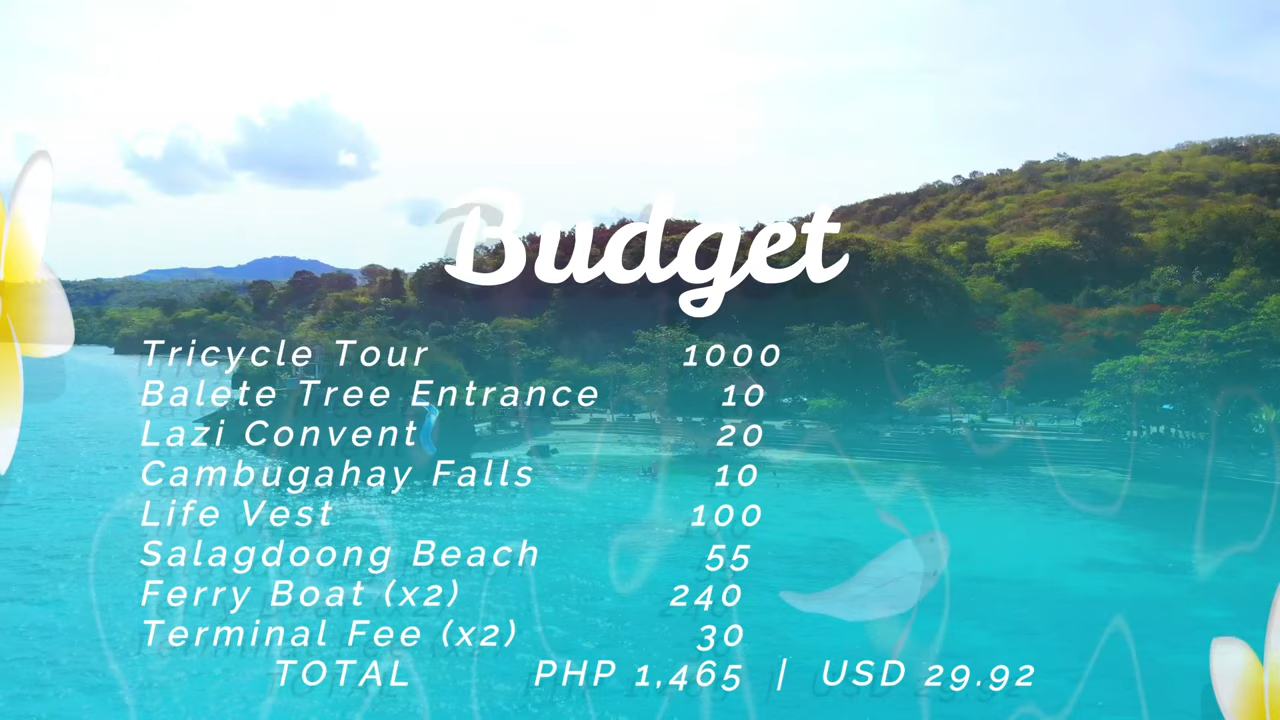 Budget
Tricycle Tour 1000
Balete Tree Entrance 10
Lazi Convent 20
Cambugahay Falls 10
Life Vest 100
Salagdoong Beach 55
Ferry Boat (x2) 240
Terminal Fee (x2) 30
TOTAL PHP 1,465 | USD 29.92